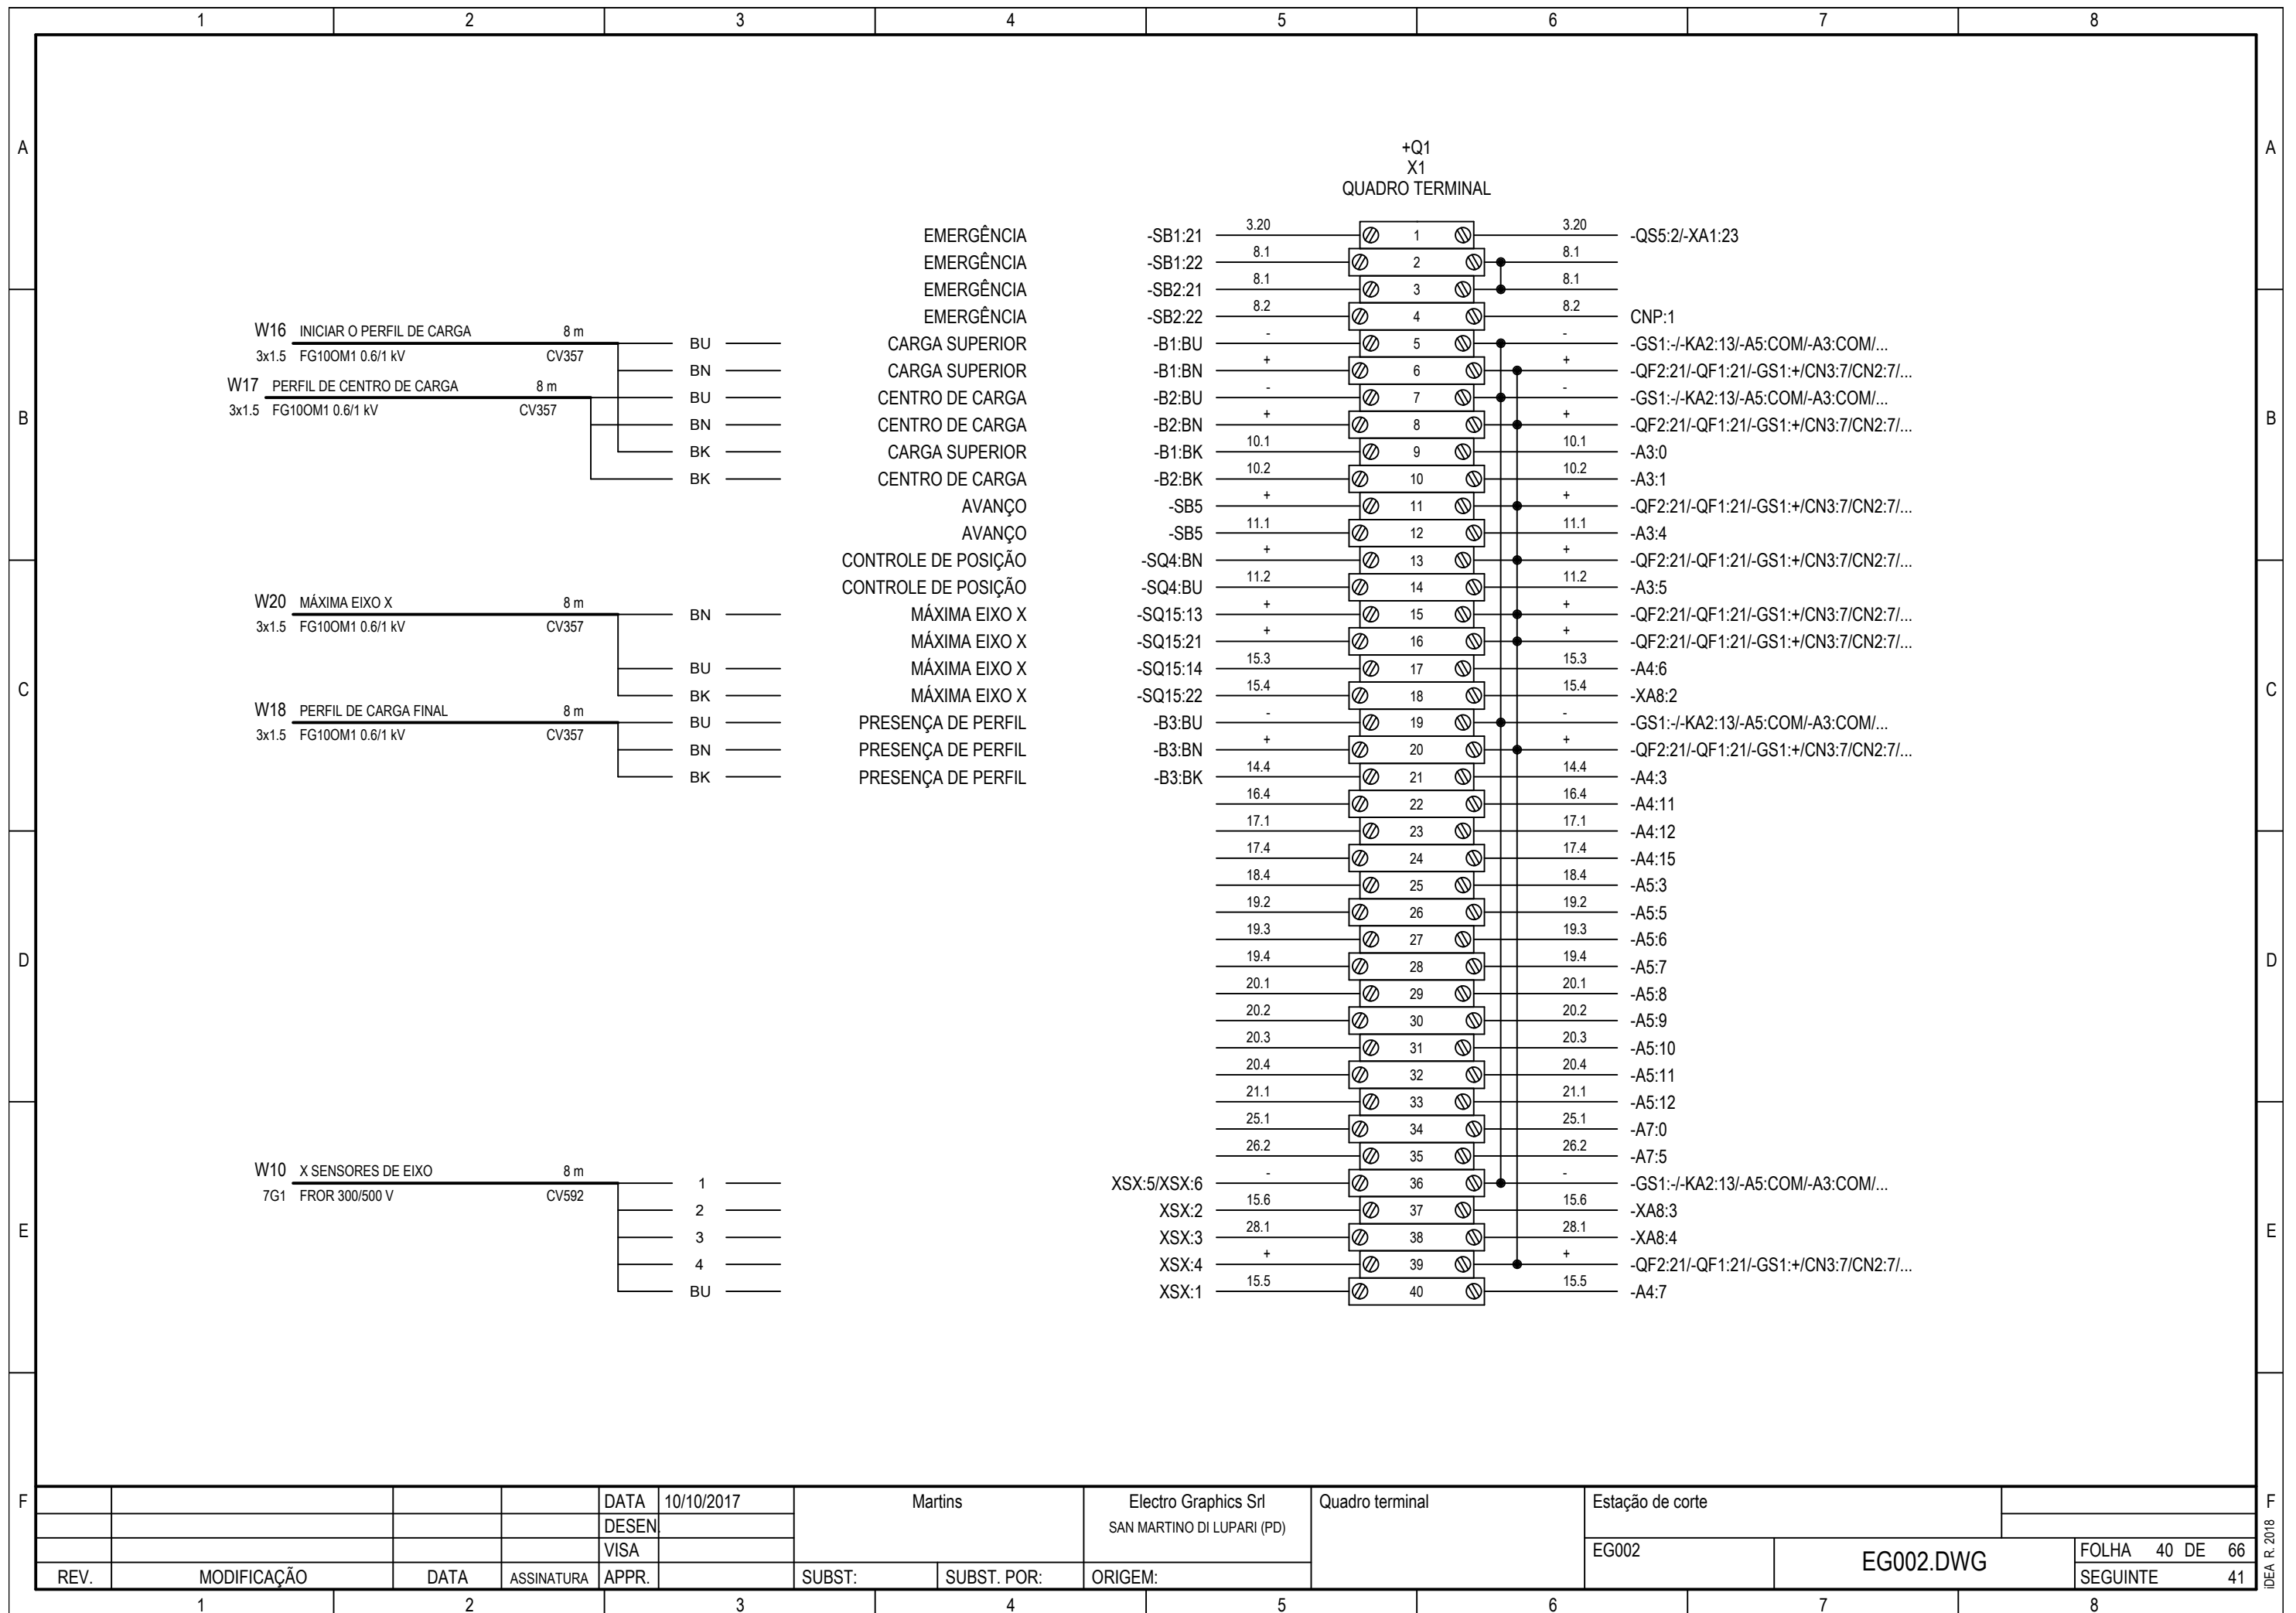 1 2 3 4 5 6 7 8
A A
+Q1
X1
QUADRO TERMINAL
EMERGÊNCIA -SB1:21 3.20 1 3.20 -QS5:2/-XA1:23
EMERGÊNCIA -SB1:22 8.1 2 8.1
EMERGÊNCIA -SB2:21 8.1 3 8.1
EMERGÊNCIA -SB2:22 8.2 4 8.2 CNP:1
W16 INICIAR O PERFIL DE CARGA 8 m
3x1.5 FG10OM1 0.6/1 kV CV357
BU CARGA SUPERIOR -B1:BU - 5 - -GS1:-/-KA2:13/-A5:COM/-A3:COM/...
BN CARGA SUPERIOR -B1:BN + 6 + -QF2:21/-QF1:21/-GS1:+/CN3:7/CN2:7/...
W17 PERFIL DE CENTRO DE CARGA 8 m
3x1.5 FG10OM1 0.6/1 kV CV357
BU CENTRO DE CARGA -B2:BU - 7 - -GS1:-/-KA2:13/-A5:COM/-A3:COM/...
B BN CENTRO DE CARGA -B2:BN + 8 + -QF2:21/-QF1:21/-GS1:+/CN3:7/CN2:7/... B
BK CARGA SUPERIOR -B1:BK 10.1 9 10.1 -A3:0
BK CENTRO DE CARGA -B2:BK 10.2 10 10.2 -A3:1
AVANÇO -SB5 + 11 + -QF2:21/-QF1:21/-GS1:+/CN3:7/CN2:7/...
AVANÇO -SB5 11.1 12 11.1 -A3:4
CONTROLE DE POSIÇÃO -SQ4:BN + 13 + -QF2:21/-QF1:21/-GS1:+/CN3:7/CN2:7/...
CONTROLE DE POSIÇÃO -SQ4:BU 11.2 14 11.2 -A3:5
W20 MÁXIMA EIXO X 8 m
3x1.5 FG10OM1 0.6/1 kV CV357
BN MÁXIMA EIXO X -SQ15:13 + 15 + -QF2:21/-QF1:21/-GS1:+/CN3:7/CN2:7/...
MÁXIMA EIXO X -SQ15:21 + 16 + -QF2:21/-QF1:21/-GS1:+/CN3:7/CN2:7/...
BU MÁXIMA EIXO X -SQ15:14 15.3 17 15.3 -A4:6
C BK MÁXIMA EIXO X -SQ15:22 15.4 18 15.4 -XA8:2 C
W18 PERFIL DE CARGA FINAL 8 m
3x1.5 FG10OM1 0.6/1 kV CV357
BU PRESENÇA DE PERFIL -B3:BU - 19 - -GS1:-/-KA2:13/-A5:COM/-A3:COM/...
BN PRESENÇA DE PERFIL -B3:BN + 20 + -QF2:21/-QF1:21/-GS1:+/CN3:7/CN2:7/...
BK PRESENÇA DE PERFIL -B3:BK 14.4 21 14.4 -A4:3
16.4 22 16.4 -A4:11
17.1 23 17.1 -A4:12
17.4 24 17.4 -A4:15
18.4 25 18.4 -A5:3
19.2 26 19.2 -A5:5
19.3 27 19.3 -A5:6
D 19.4 28 19.4 -A5:7 D
20.1 29 20.1 -A5:8
20.2 30 20.2 -A5:9
20.3 31 20.3 -A5:10
20.4 32 20.4 -A5:11
21.1 33 21.1 -A5:12
25.1 34 25.1 -A7:0
26.2 35 26.2 -A7:5
W10 X SENSORES DE EIXO 8 m
7G1 FROR 300/500 V CV592
1 XSX:5/XSX:6 - 36 - -GS1:-/-KA2:13/-A5:COM/-A3:COM/...
2 XSX:2 15.6 37 15.6 -XA8:3
E 3 XSX:3 28.1 38 28.1 -XA8:4 E
4 XSX:4 + 39 + -QF2:21/-QF1:21/-GS1:+/CN3:7/CN2:7/...
BU XSX:1 15.5 40 15.5 -A4:7
F DATA 10/10/2017 Martins Electro Graphics Srl Quadro terminal Estação de corte F
DESEN. SAN MARTINO DI LUPARI (PD)
VISA EG002 EG002.DWG FOLHA 40 DE 66
REV. MODIFICAÇÃO DATA ASSINATURA APPR. SUBST: SUBST. POR: ORIGEM: SEGUINTE 41
iDEA R. 2018
1 2 3 4 5 6 7 8